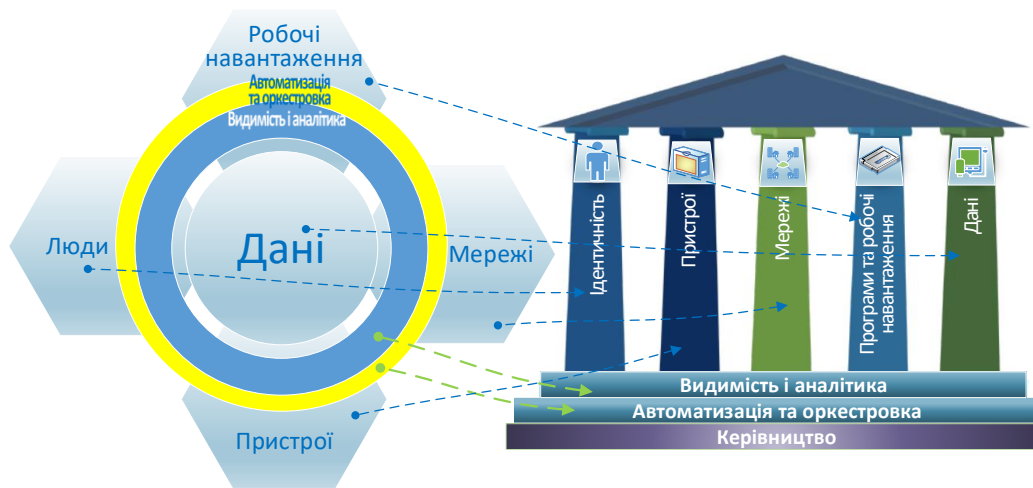 Робочі
навантаження
Автоматизація
та оркестровка
Видимість і аналітика
Люди
Дані
Мережі
Пристрої
Ідентичність
Пристрої
Мережі
Програми та робочі
навантаження
Дані
Видимість і аналітика
Автоматизація та оркестровка
Керівництво